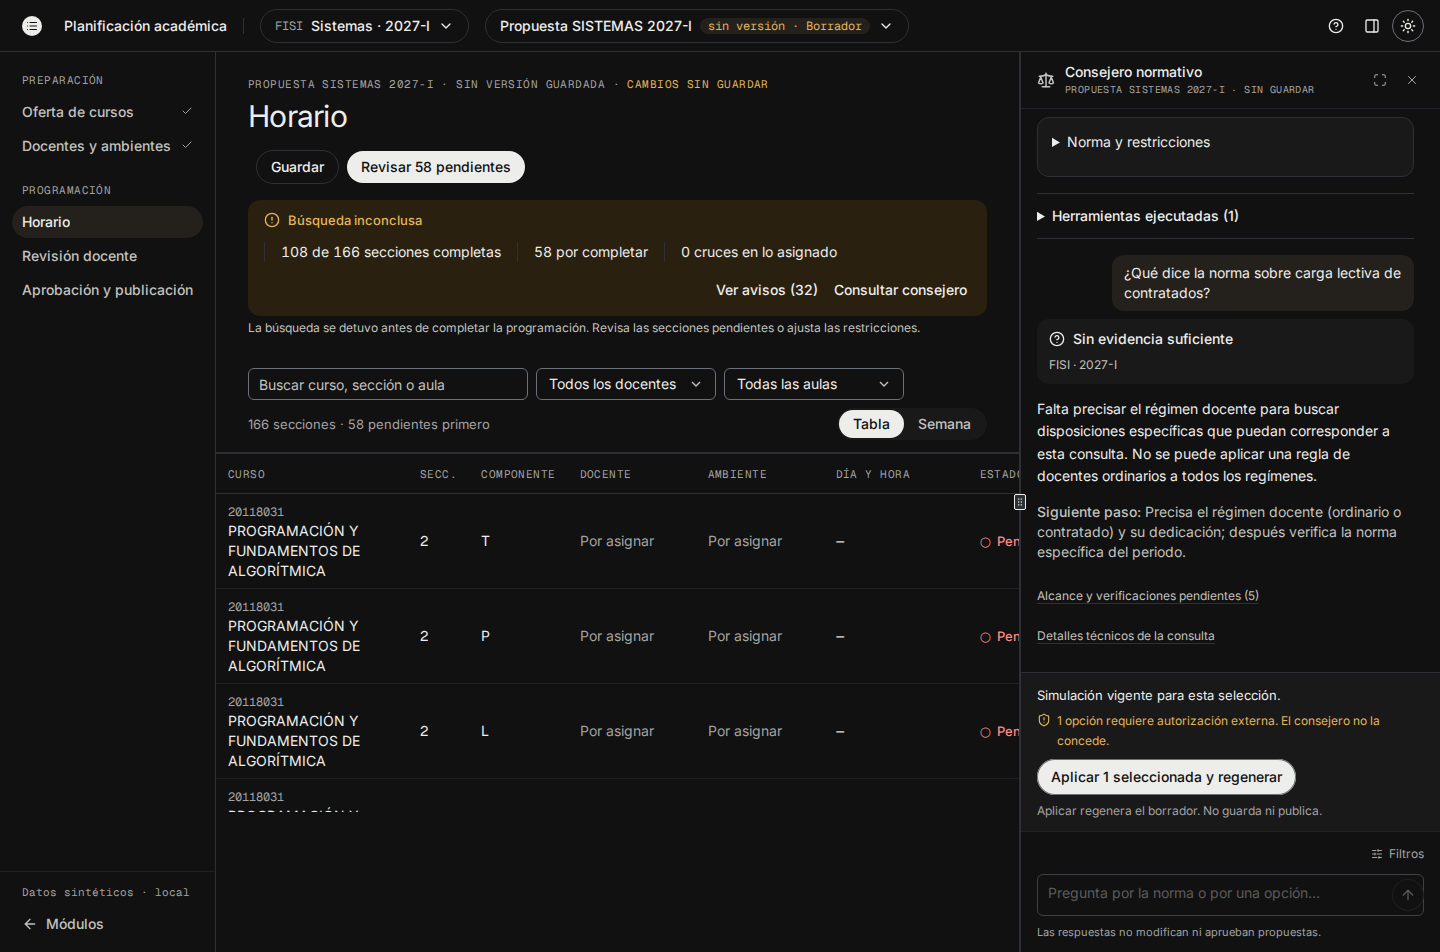 Planificación académica
FISI Sistemas · 2027-I
Propuesta SISTEMAS 2027-I sin versión · Borrador
PREPARACIÓN
Oferta de cursos
Docentes y ambientes
PROGRAMACIÓN
Horario
Revisión docente
Aprobación y publicación
Datos sintéticos · local
Módulos
PROPUESTA SISTEMAS 2027-I · SIN VERSIÓN GUARDADA · CAMBIOS SIN GUARDAR
Horario
Guardar
Revisar 58 pendientes
Búsqueda inconclusa
108 de 166 secciones completas
58 por completar
0 cruces en lo asignado
Ver avisos (32)
Consultar consejero
La búsqueda se detuvo antes de completar la programación. Revisa las secciones pendientes o ajusta las restricciones.
Buscar curso, sección o aula
Todos los docentes
Todas las aulas
166 secciones · 58 pendientes primero
Tabla
Semana
CURSO SECC. COMPONENTE DOCENTE AMBIENTE DÍA Y HORA ESTADO
20118031
PROGRAMACIÓN Y
FUNDAMENTOS DE
ALGORÍTMICA
2 T Por asignar Por asignar — Pen
20118031
PROGRAMACIÓN Y
FUNDAMENTOS DE
ALGORÍTMICA
2 P Por asignar Por asignar — Pen
20118031
PROGRAMACIÓN Y
FUNDAMENTOS DE
ALGORÍTMICA
2 L Por asignar Por asignar — Pen
20118031
Consejero normativo
PROPUESTA SISTEMAS 2027-I · SIN GUARDAR
Norma y restricciones
Herramientas ejecutadas (1)
¿Qué dice la norma sobre carga lectiva de
contratados?
Sin evidencia suficiente
FISI · 2027-I
Falta precisar el régimen docente para buscar
disposiciones específicas que puedan corresponder a
esta consulta. No se puede aplicar una regla de
docentes ordinarios a todos los regímenes.
Siguiente paso: Precisa el régimen docente (ordinario o
contratado) y su dedicación; después verifica la norma
específica del periodo.
Alcance y verificaciones pendientes (5)
Detalles técnicos de la consulta
Simulación vigente para esta selección.
1 opción requiere autorización externa. El consejero no la
concede.
Aplicar 1 seleccionada y regenerar
Aplicar regenera el borrador. No guarda ni publica.
Filtros
Pregunta por la norma o por una opción...
Las respuestas no modifican ni aprueban propuestas.